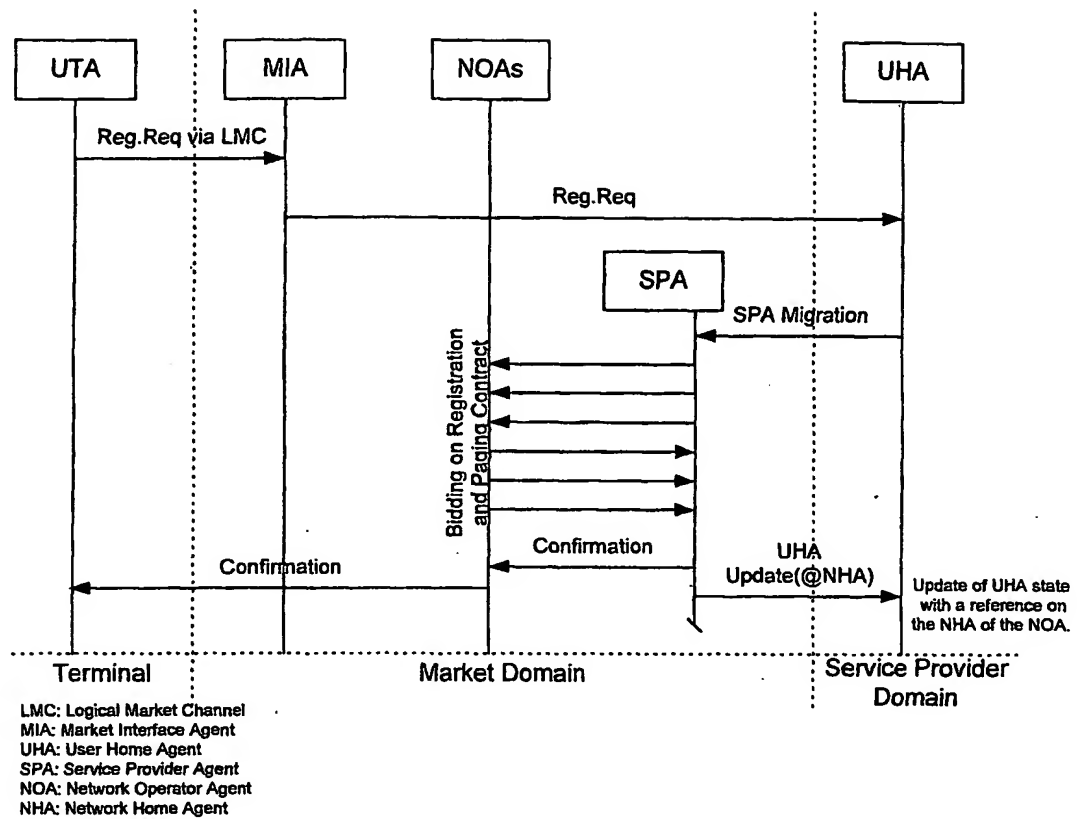 UTA
MIA
NOAs
UHA
Reg.Req via LMC
Reg.Req
SPA
SPA Migration
Bidding on Registration
and Paging Contract
Confirmation
UHA
Update(@NHA)
Confirmation
Update of UHA state
with a reference on
the NHA of the NOA.
Terminal
Market Domain
Service Provider
Domain
LMC: Logical Market Channel
MIA: Market Interface Agent
UHA: User Home Agent
SPA: Service Provider Agent
NOA: Network Operator Agent
NHA: Network Home Agent